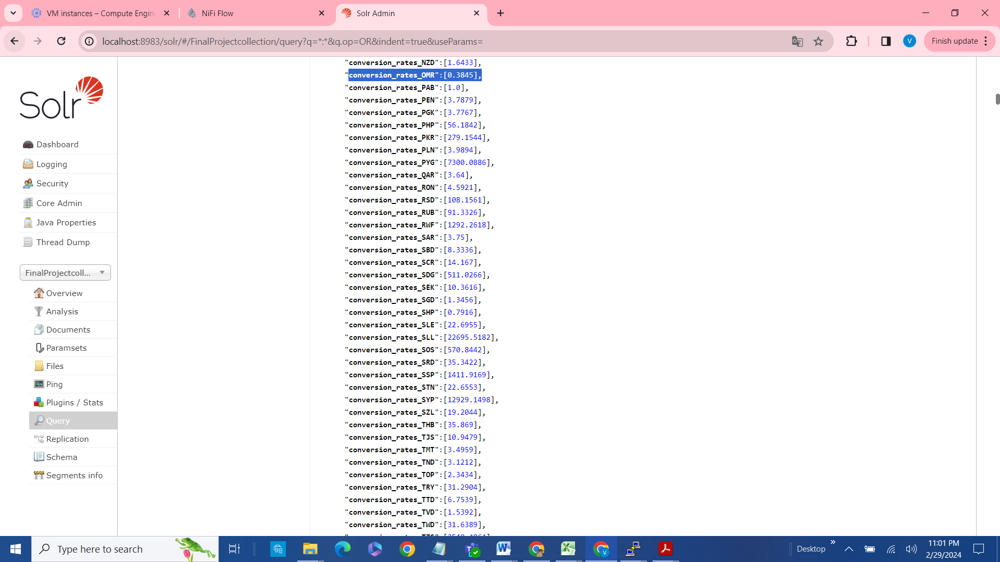 VM instances – Compute Engin
NiFi Flow
Solr Admin
localhost:8983/solr/#/FinalProjectcollection/query?q=*:*&q.op=OR&indent=true&useParams=
V
Finish update
Solr
Dashboard
Logging
Security
Core Admin
Java Properties
Thread Dump
FinalProjectcoll...
Overview
Analysis
Documents
Paramsets
Files
Ping
Plugins / Stats
Query
Replication
Schema
Segments info
"conversion_rates_NZD":[1.6433],
"conversion_rates_OMR":[0.3845],
"conversion_rates_PAB":[1.0],
"conversion_rates_PEN":[3.7879],
"conversion_rates_PGK":[3.7767],
"conversion_rates_PHP":[56.1842],
"conversion_rates_PKR":[279.1544],
"conversion_rates_PLN":[3.9894],
"conversion_rates_PYG":[7300.0886],
"conversion_rates_QAR":[3.64],
"conversion_rates_RON":[4.5921],
"conversion_rates_RSD":[108.1561],
"conversion_rates_RUB":[91.3326],
"conversion_rates_RWF":[1292.2618],
"conversion_rates_SAR":[3.75],
"conversion_rates_SBD":[8.3336],
"conversion_rates_SCR":[14.167],
"conversion_rates_SDG":[511.0266],
"conversion_rates_SEK":[10.3616],
"conversion_rates_SGD":[1.3456],
"conversion_rates_SHP":[0.7916],
"conversion_rates_SLE":[22.6955],
"conversion_rates_SLL":[22695.5182],
"conversion_rates_SOS":[570.8442],
"conversion_rates_SRD":[35.3422],
"conversion_rates_SSP":[1411.9169],
"conversion_rates_STN":[22.6553],
"conversion_rates_SYP":[12929.1498],
"conversion_rates_SZL":[19.2044],
"conversion_rates_THB":[35.869],
"conversion_rates_TJS":[10.9479],
"conversion_rates_TMT":[3.4959],
"conversion_rates_TND":[3.1212],
"conversion_rates_TOP":[2.3434],
"conversion_rates_TRY":[31.2904],
"conversion_rates_TTD":[6.7539],
"conversion_rates_TVD":[1.5392],
"conversion_rates_TWD":[31.6389],
Type here to search
Desktop
11:01 PM
2/29/2024